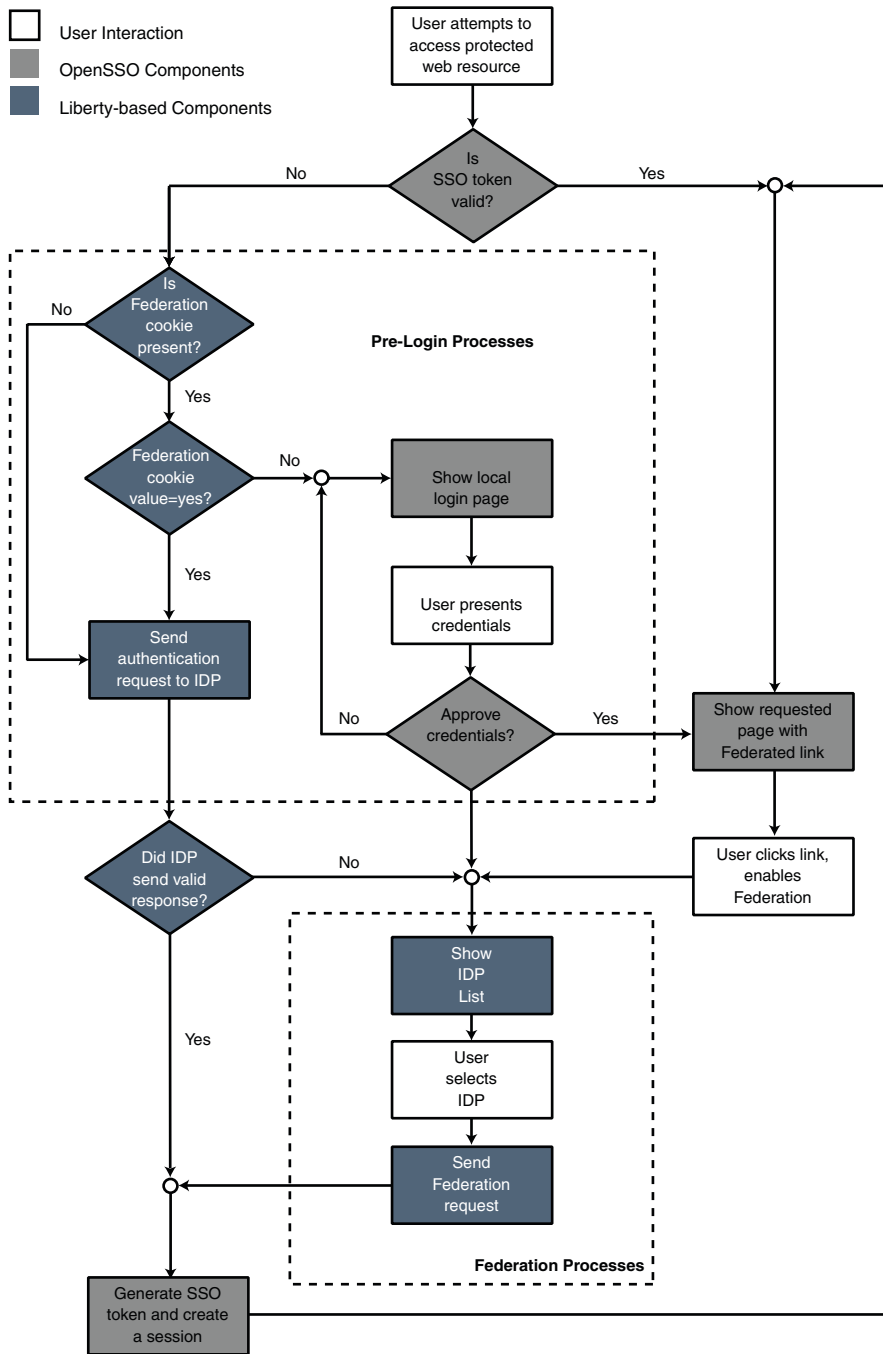 User Interaction
OpenSSO Components
Liberty-based Components
User attempts to
access protected
web resource
Is
SSO token
valid?
No
Yes
Is
Federation
cookie
present?
No
Pre-Login Processes
Yes
Federation
cookie
value=yes?
No
Show local
login page
Yes
User presents
credentials
Send
authentication
request to IDP
Approve
credentials?
No
Yes
Show requested
page with
Federated link
Did IDP
send valid
response?
No
User clicks link,
enables
Federation
Show
IDP
List
Yes
User
selects
IDP
Send
Federation
request
Federation Processes
Generate SSO
token and create
a session